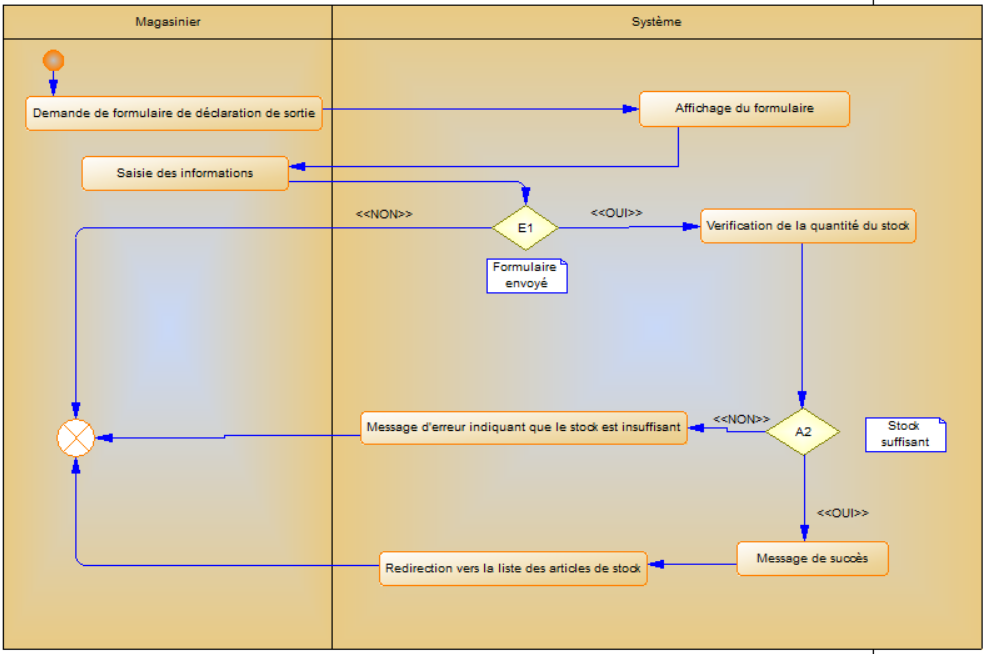 Magasinier
Système
Demande de formulaire de déclaration de sortie
Affichage du formulaire
Saisie des informations
<<NON>>
<<OUI>>
E1
Verification de la quantité du stock
Formulaire
envoyé
Message d'erreur indiquant que le stock est insuffisant
<<NON>>
A2
Stock
suffisant
<<OUI>>
Message de succès
Redirection vers la liste des articles de stock